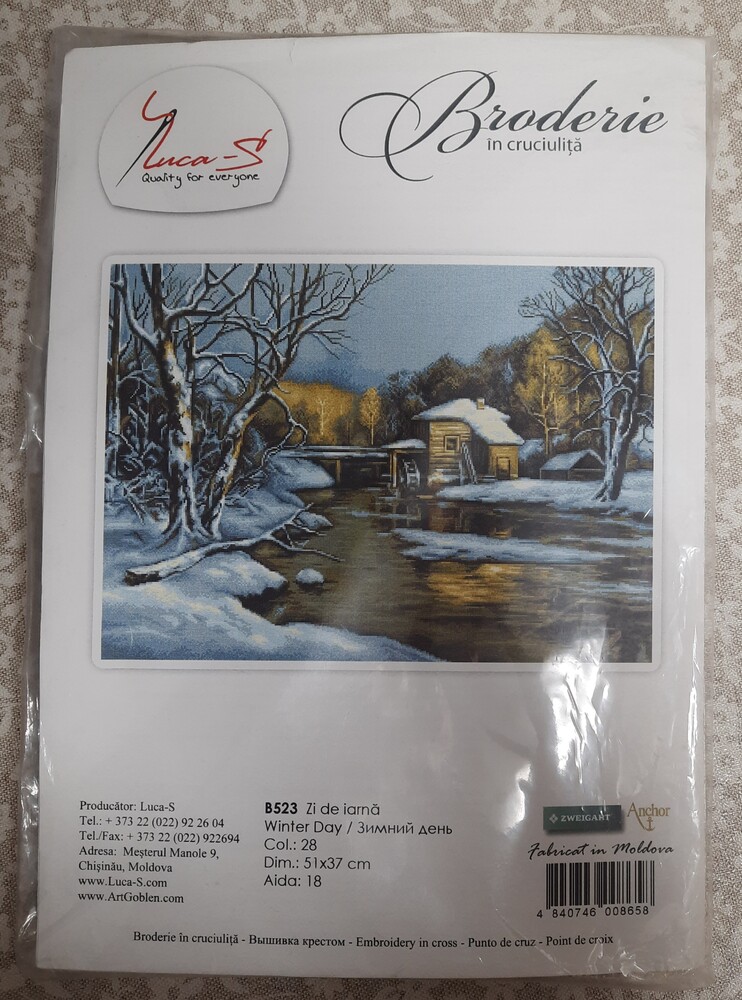 Luca-S
Quality for everyone
Broderie
în cruciuliță
Producător: Luca-S
Tel.: + 373 22 (022) 92 26 04
Tel./Fax: + 373 22 (022) 922694
Adresa: Meșterul Manole 9,
Chișinău, Moldova
www.Luca-S.com
www.ArtGoblen.com
B523 Zi de iarnă
Winter Day / Зимний день
Col.: 28
Dim.: 51x37 cm
Aida: 18
ZWEIGART
Anchor
Fabricat in Moldova
4 840746 008658
Broderie în cruciuliță - Вышивка крестом - Embroidery in cross - Punto de cruz - Point de croix